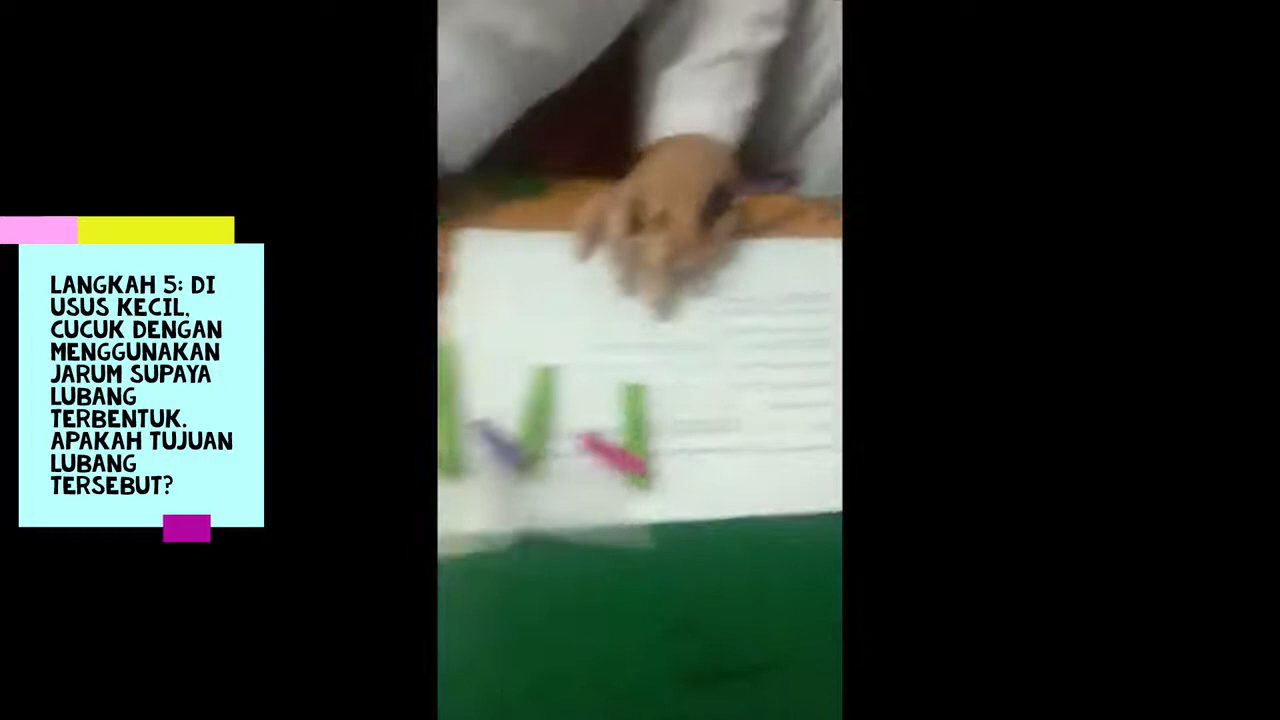 LANGKAH 5: DI
USUS KECIL,
CUCUK DENGAN
MENGGUNAKAN
JARUM SUPAYA
LUBANG
TERBENTUK.
APAKAH TUJUAN
LUBANG
TERSEBUT?